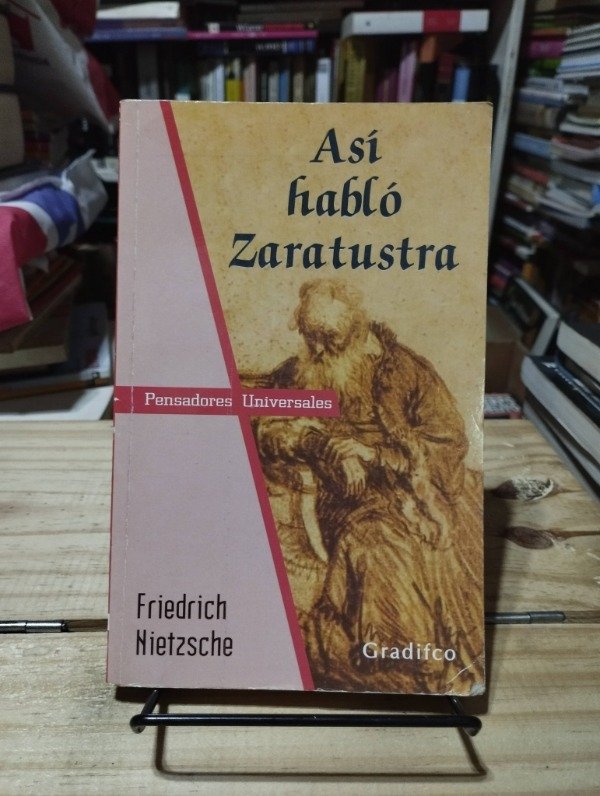 Así
habló
Zaratustra
Pensadores Universales
Friedrich
Nietzsche
Gradifco